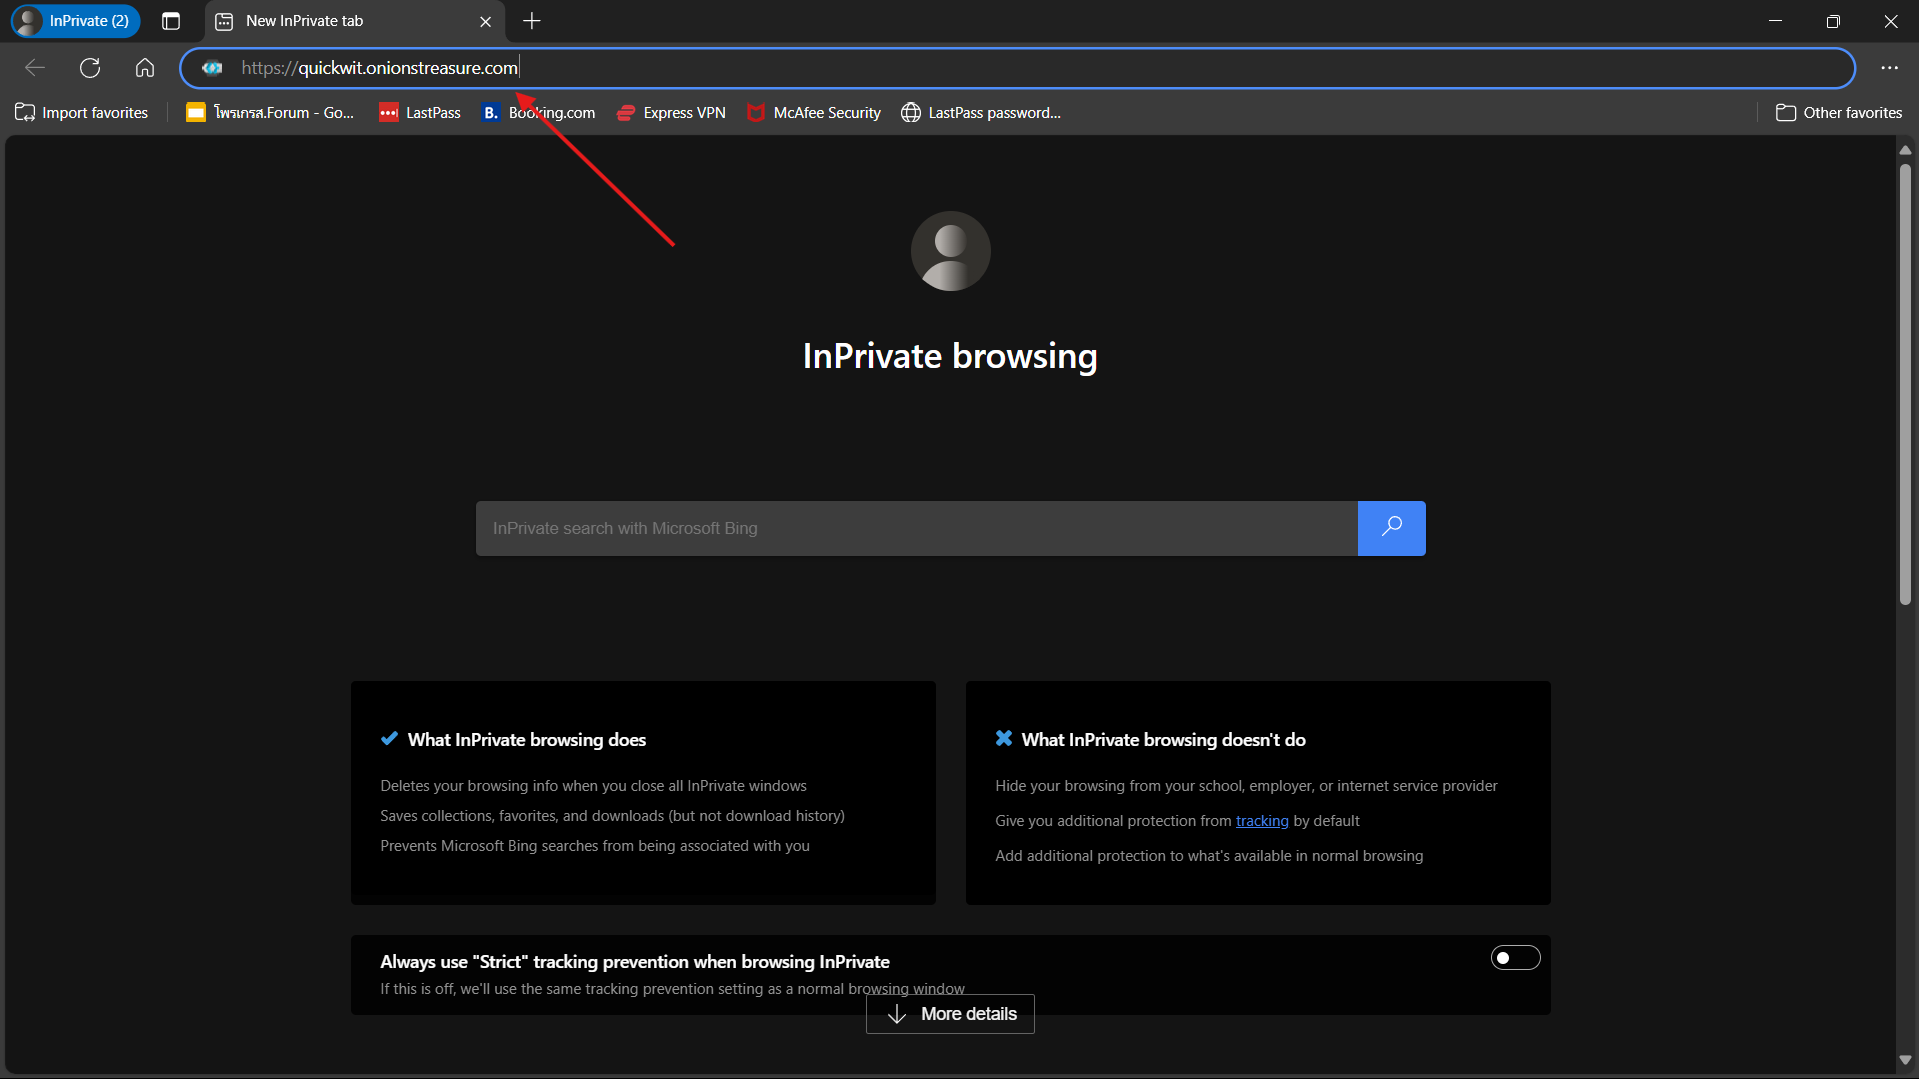 InPrivate (2)
New InPrivate tab
https://quickwit.onionstreasure.com
Import favorites
โพรเกรส.Forum - Go...
LastPass
B. Booking.com
Express VPN
McAfee Security
LastPass password...
Other favorites
InPrivate browsing
InPrivate search with Microsoft Bing
What InPrivate browsing does
Deletes your browsing info when you close all InPrivate windows
Saves collections, favorites, and downloads (but not download history)
Prevents Microsoft Bing searches from being associated with you
What InPrivate browsing doesn't do
Hide your browsing from your school, employer, or internet service provider
Give you additional protection from tracking by default
Add additional protection to what's available in normal browsing
Always use "Strict" tracking prevention when browsing InPrivate
If this is off, we'll use the same tracking prevention setting as a normal browsing window
More details